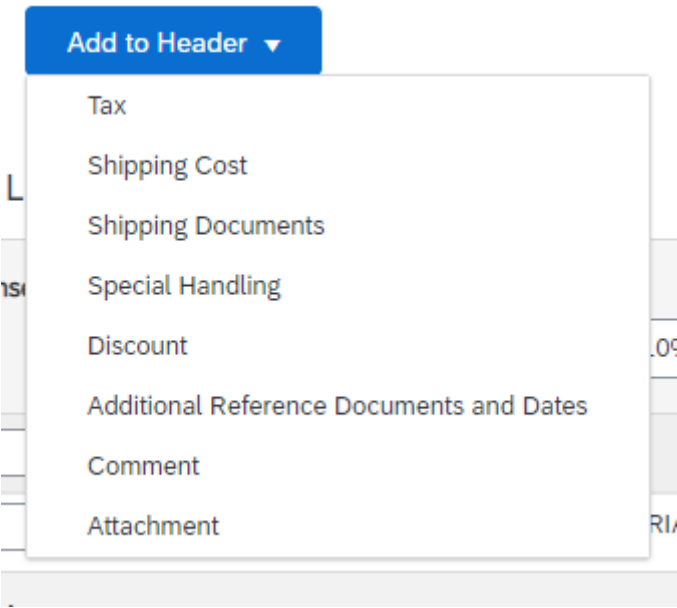 Add to Header
Tax
Shipping Cost
L
Shipping Documents
Special Handling
Discount
Additional Reference Documents and Dates
Comment
Attachment